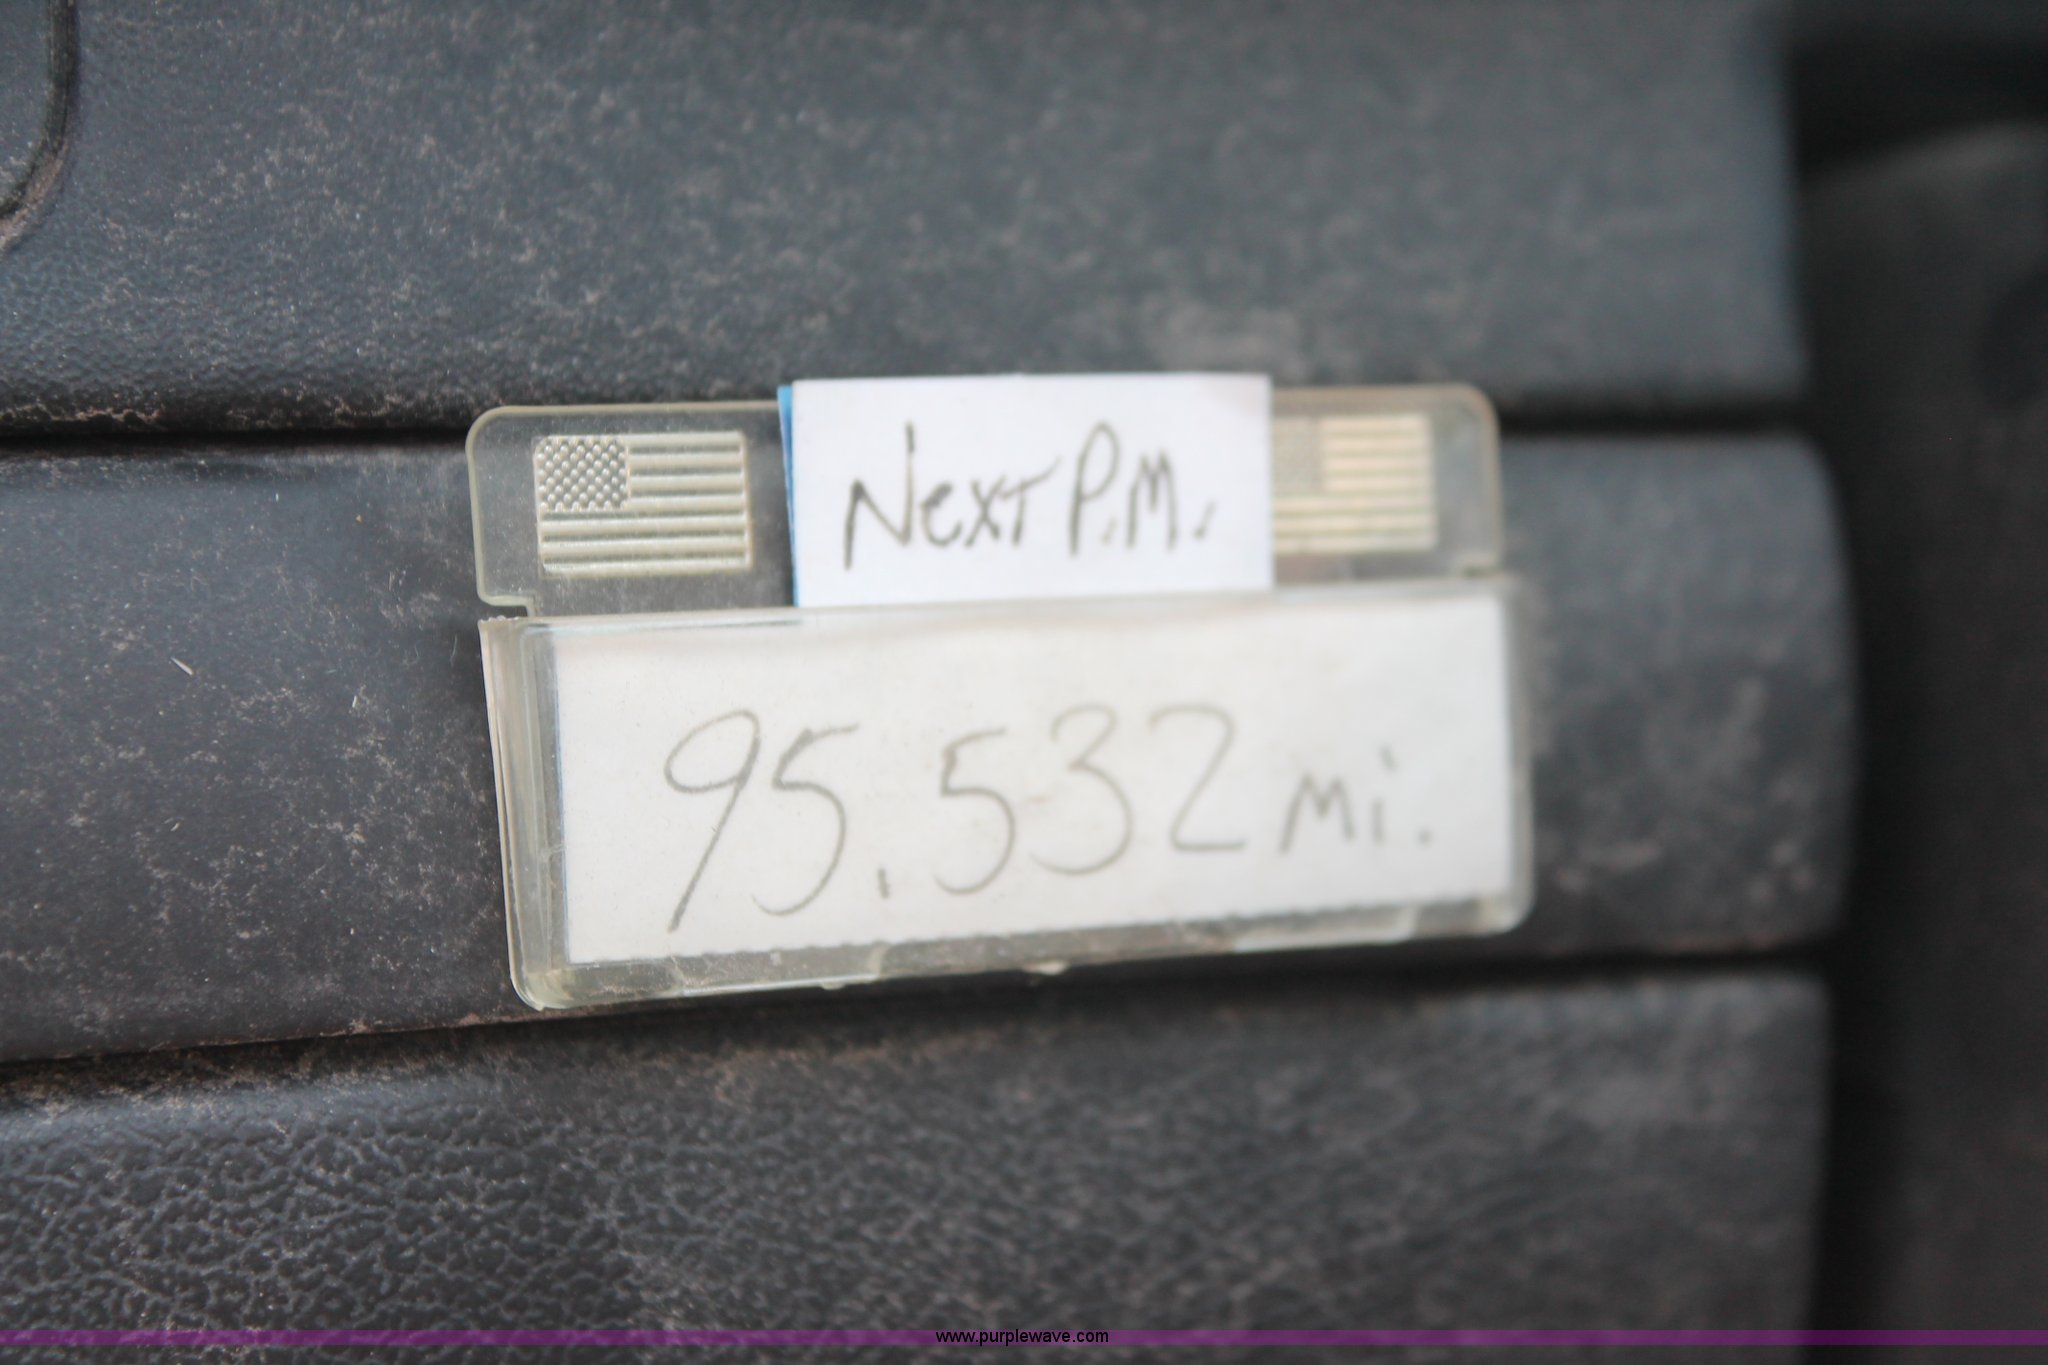 Next P.M.
95.532 mi.
www.purplewave.com